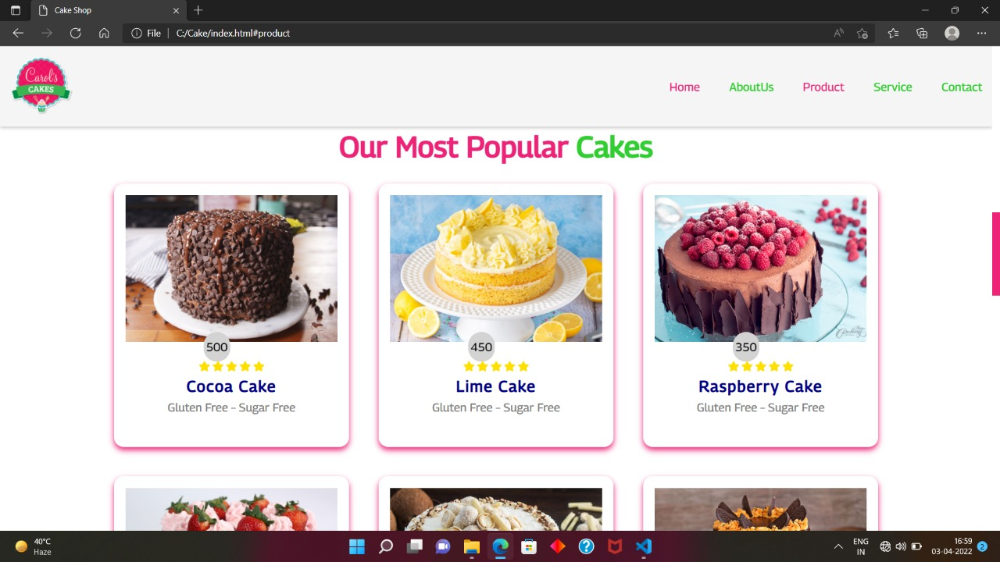 Cake Shop
File | C:/Cake/index.html#product
Carol's
CAKES
Home AboutUs Product Service Contact
Our Most Popular Cakes
500 450 350
Cocoa Cake Lime Cake Raspberry Cake
Gluten Free – Sugar Free Gluten Free – Sugar Free Gluten Free – Sugar Free
40°C
Haze
ENG
IN
16:59
03-04-2022
2